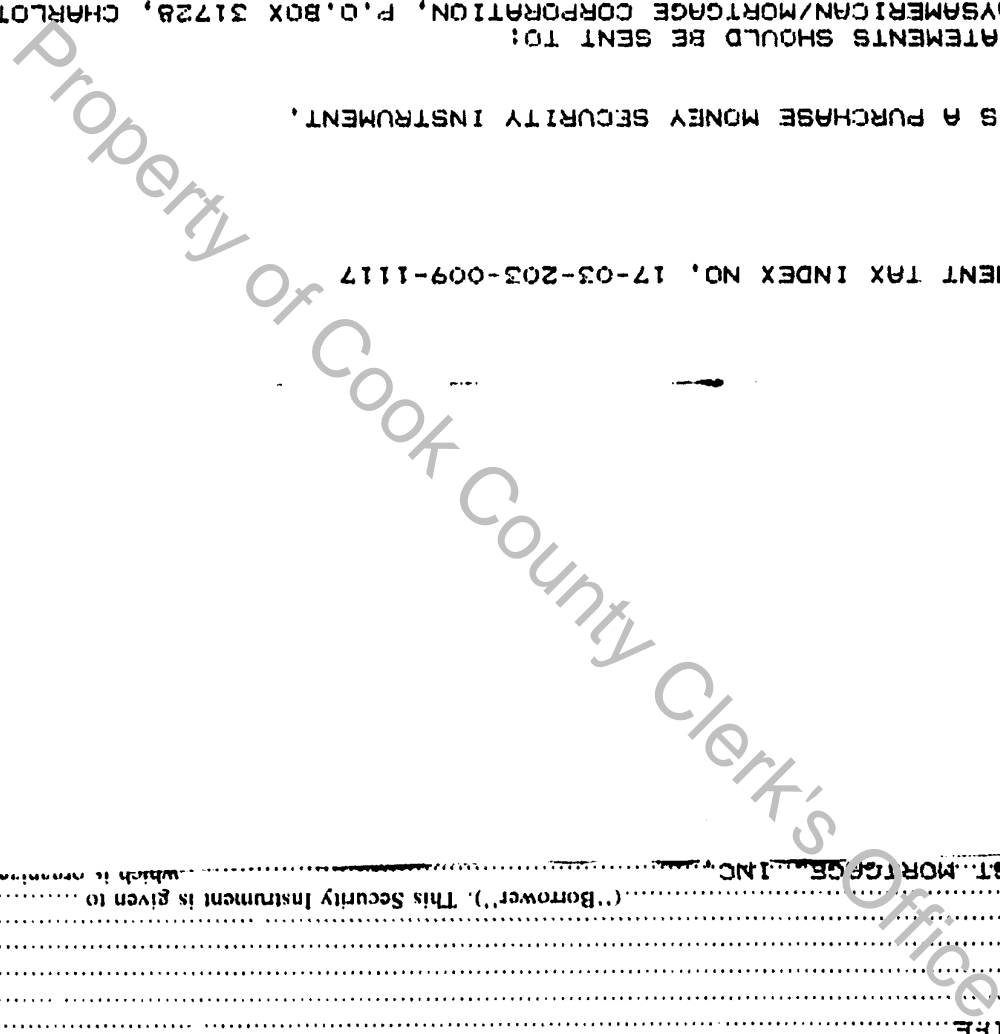 ("Borrower"). This Security Instrument is given to
ST MORTGAGE, INC. which is
ENT TAX INDEX NO. 17-03-203-009-1117
S A PURCHASE MONEY SECURITY INSTRUMENT.
ATEMENTS SHOULD BE SENT TO:
YSAMERICAN/MORTGAGE CORPORATION, P.O.BOX 31728, CHARLOT
Property of Cook County Clerk's Office